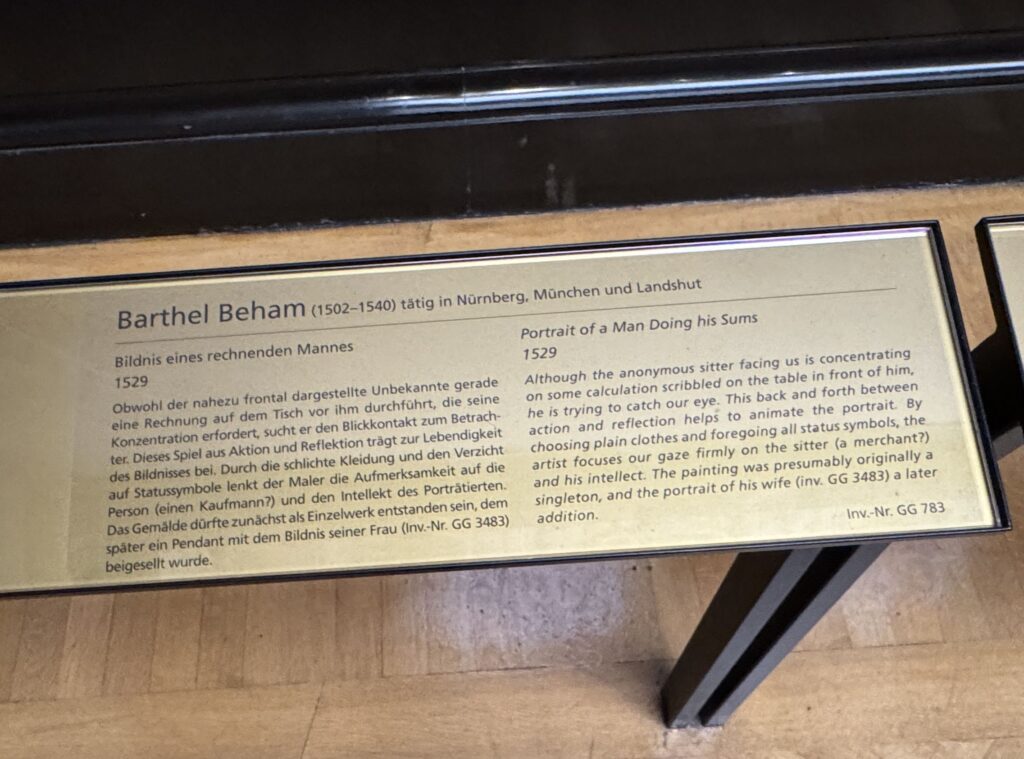 Barthel Beham (1502–1540) tätig in Nürnberg, München und Landshut
Bildnis eines rechnenden Mannes
1529
Obwohl der nahezu frontal dargestellte Unbekannte gerade
eine Rechnung auf dem Tisch vor ihm durchführt, die seine
Konzentration erfordert, sucht er den Blickkontakt zum Betrach-
ter. Dieses Spiel aus Aktion und Reflektion trägt zur Lebendigkeit
des Bildnisses bei. Durch die schlichte Kleidung und den Verzicht
auf Statussymbole lenkt der Maler die Aufmerksamkeit auf die
Person (einen Kaufmann?) und den Intellekt des Porträtierten.
Das Gemälde dürfte zunächst als Einzelwerk entstanden sein, dem
später ein Pendant mit dem Bildnis seiner Frau (Inv.-Nr. GG 3483)
beigesellt wurde.
Portrait of a Man Doing his Sums
1529
Although the anonymous sitter facing us is concentrating
on some calculation scribbled on the table in front of him,
he is trying to catch our eye. This back and forth between
action and reflection helps to animate the portrait. By
choosing plain clothes and foregoing all status symbols, the
artist focuses our gaze firmly on the sitter (a merchant?)
and his intellect. The painting was presumably originally a
singleton, and the portrait of his wife (inv. GG 3483) a later
addition.
Inv.-Nr. GG 783